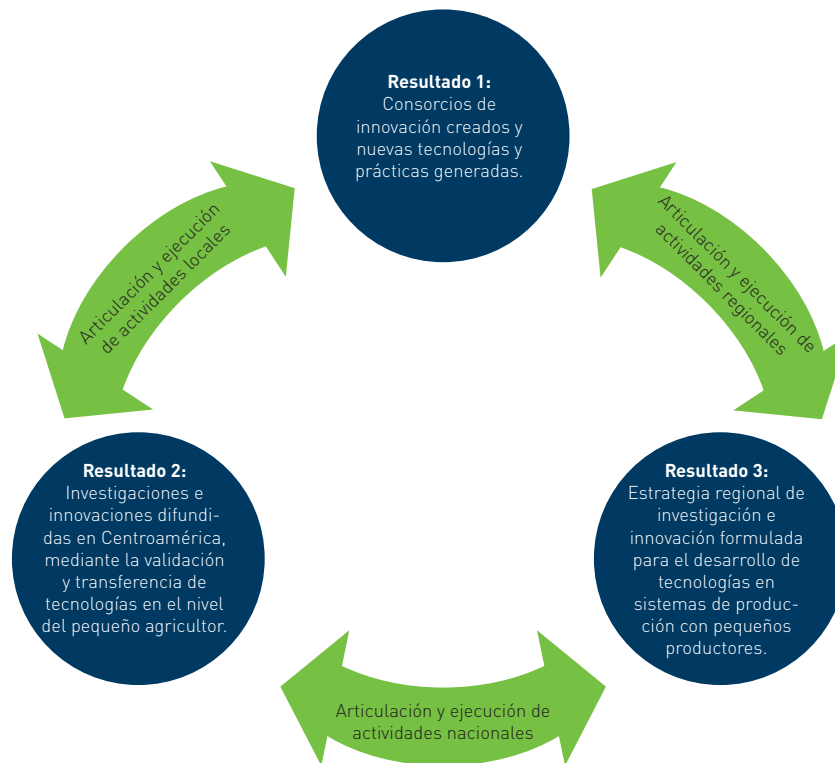 Resultado 1:
Consorcios de
innovación creados y
nuevas tecnologías y
prácticas generadas.
Articulación y ejecución
de actividades locales
Articulación y ejecución de
actividades regionales
Resultado 2:
Investigaciones e
innovaciones difundi-
das en Centroamérica,
mediante la validación
y transferencia de
tecnologías en el nivel
del pequeño agricultor.
Resultado 3:
Estrategia regional de
investigación e
innovación formulada
para el desarrollo de
tecnologías en
sistemas de produc-
ción con pequeños
productores.
Articulación y ejecución de
actividades nacionales